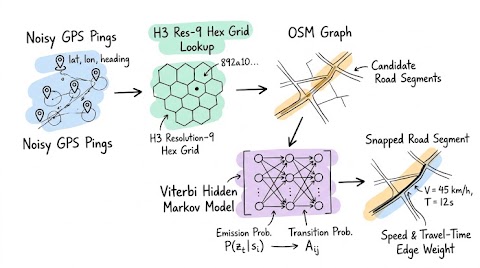 Noisy GPS Pings
lat, lon, heading
Noisy GPS Pings
H3 Res-9 Hex Grid
Lookup
892a10...
H3 Resolution-9
Hex Grid
OSM Graph
Candidate
Road Segments
Viterbi Hidden
Markov Model
Emission Prob.
P(z_t|s_i)
Transition Prob.
A_ij
Snapped Road Segment
V = 45 km/h,
T = 12s
Speed & Travel-Time
Edge Weight